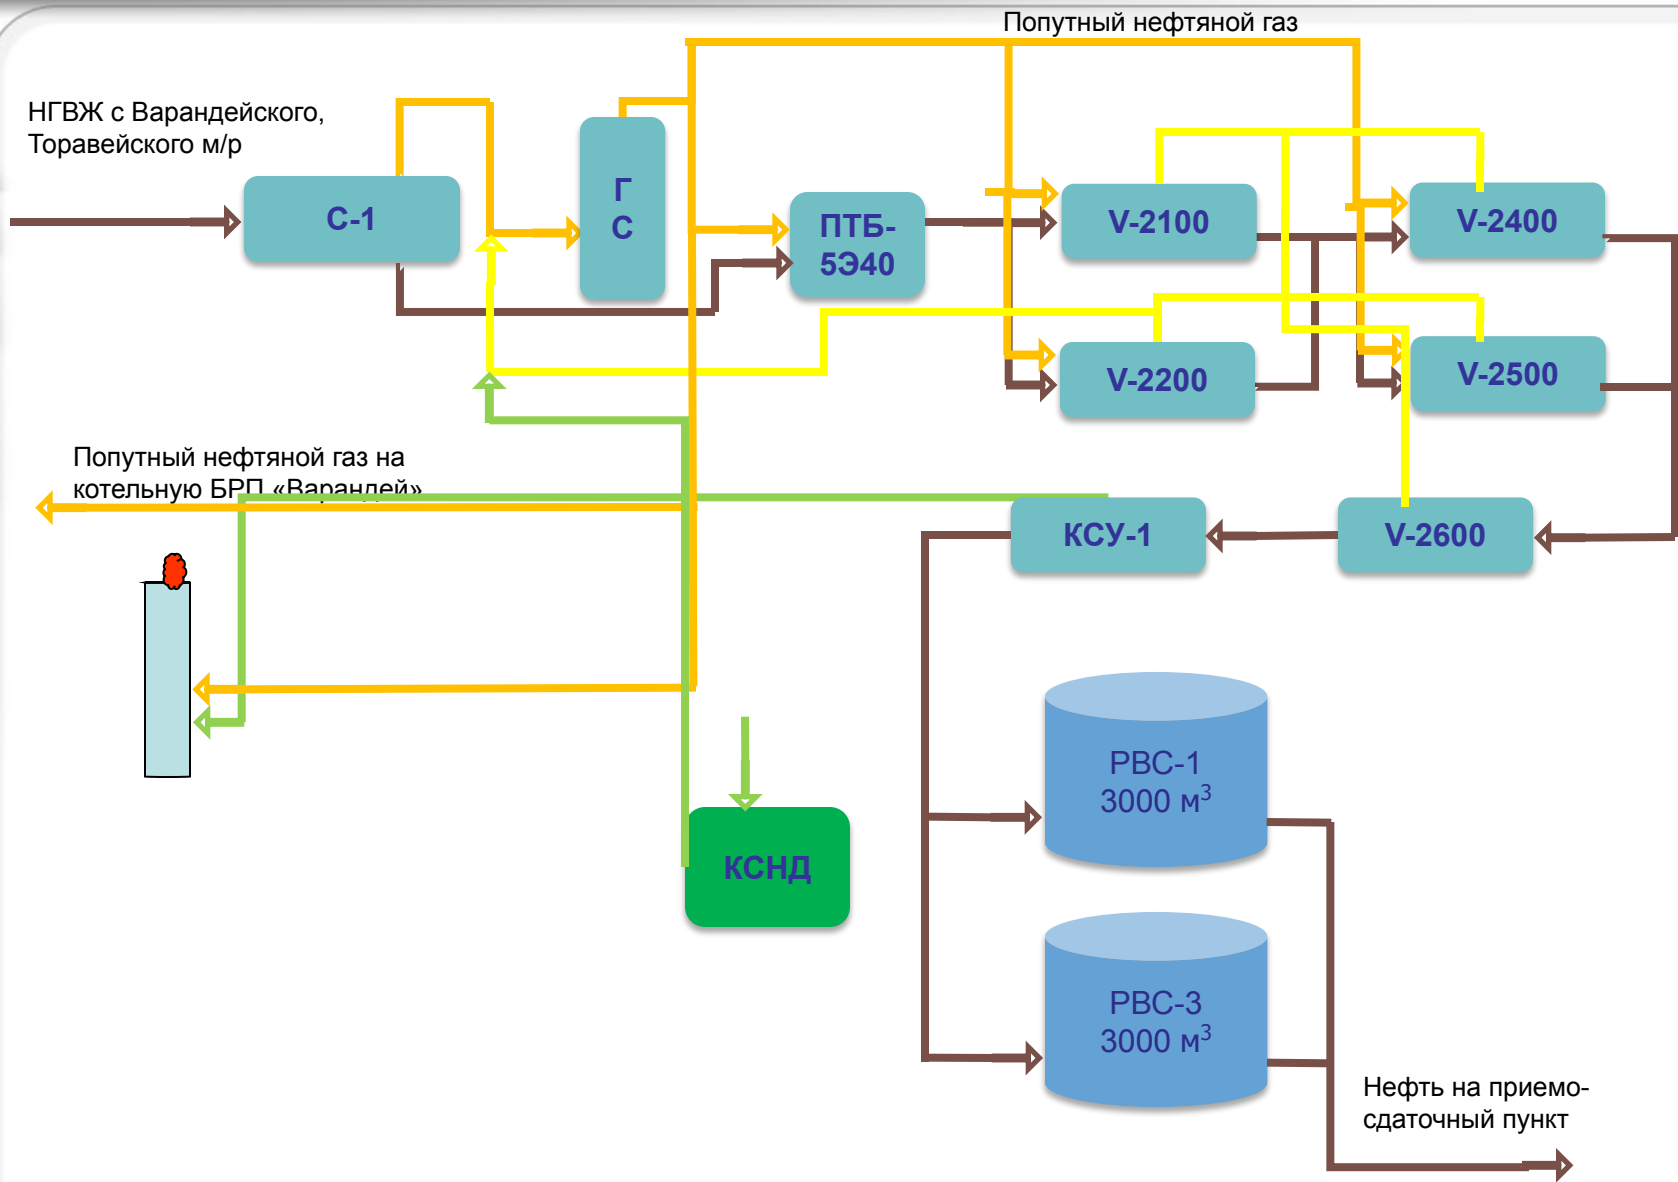 Попутный нефтяной газ
НГВЖ с Варандейского,
Торавейского м/р
С-1
Г
С
ПТБ-
5Э40
V-2100
V-2400
V-2200
V-2500
Попутный нефтяной газ на
котельную БРП «Варандей»
КСУ-1
V-2600
РВС-1
3000 м³
КСНД
РВС-3
3000 м³
Нефть на приемо-
сдаточный пункт